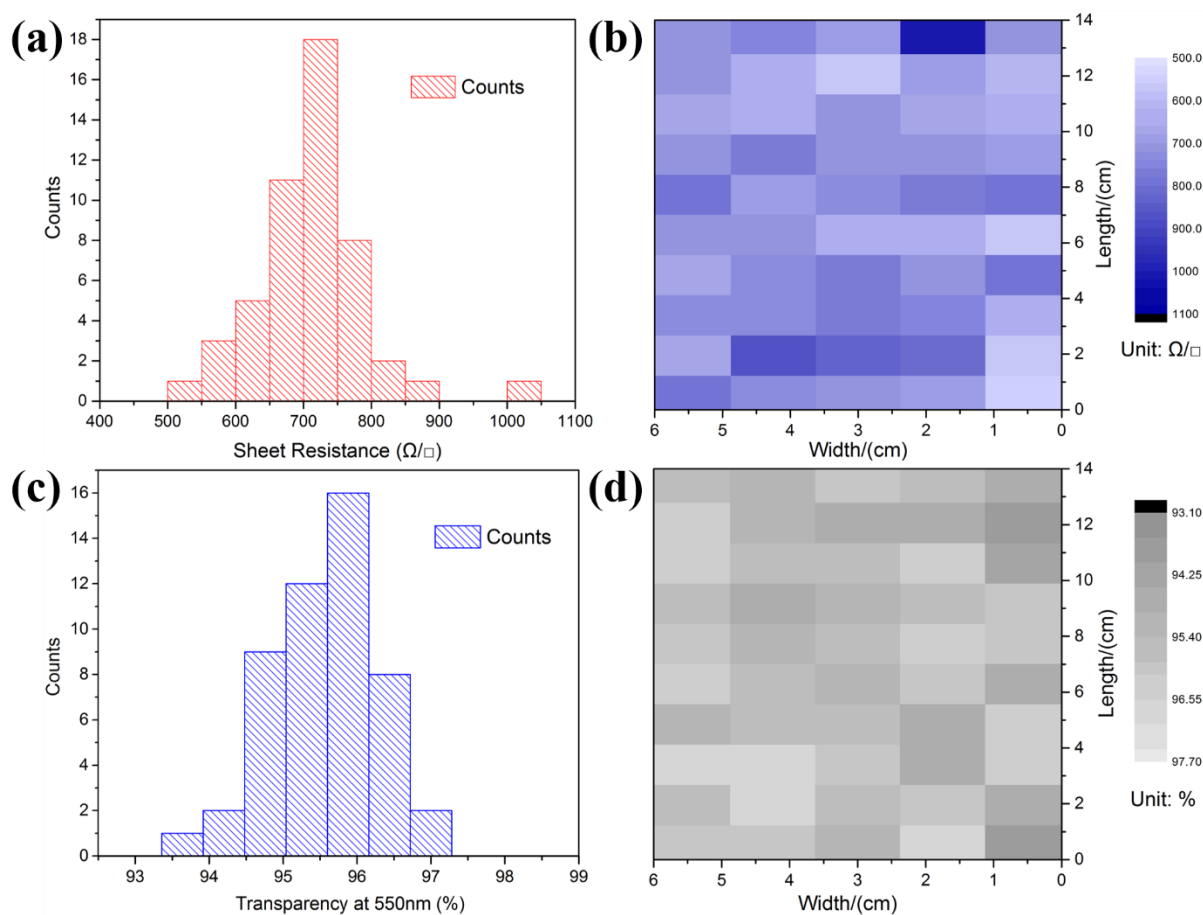 (a)
18
16
14
12
10
8
6
4
2
0
Counts
Counts
400 500 600 700 800 900 1000 1100
Sheet Resistance (Ω/□)
(b)
14
12
10
8
6
4
2
0
Length/(cm)
6 5 4 3 2 1 0
Width/(cm)
500.0
600.0
700.0
800.0
900.0
1000
1100
Unit: Ω/□
(c)
16
14
12
10
8
6
4
2
0
Counts
Counts
93 94 95 96 97 98 99
Transparency at 550nm (%)
(d)
14
12
10
8
6
4
2
0
Length/(cm)
6 5 4 3 2 1 0
Width/(cm)
93.10
94.25
95.40
96.55
97.70
Unit: %